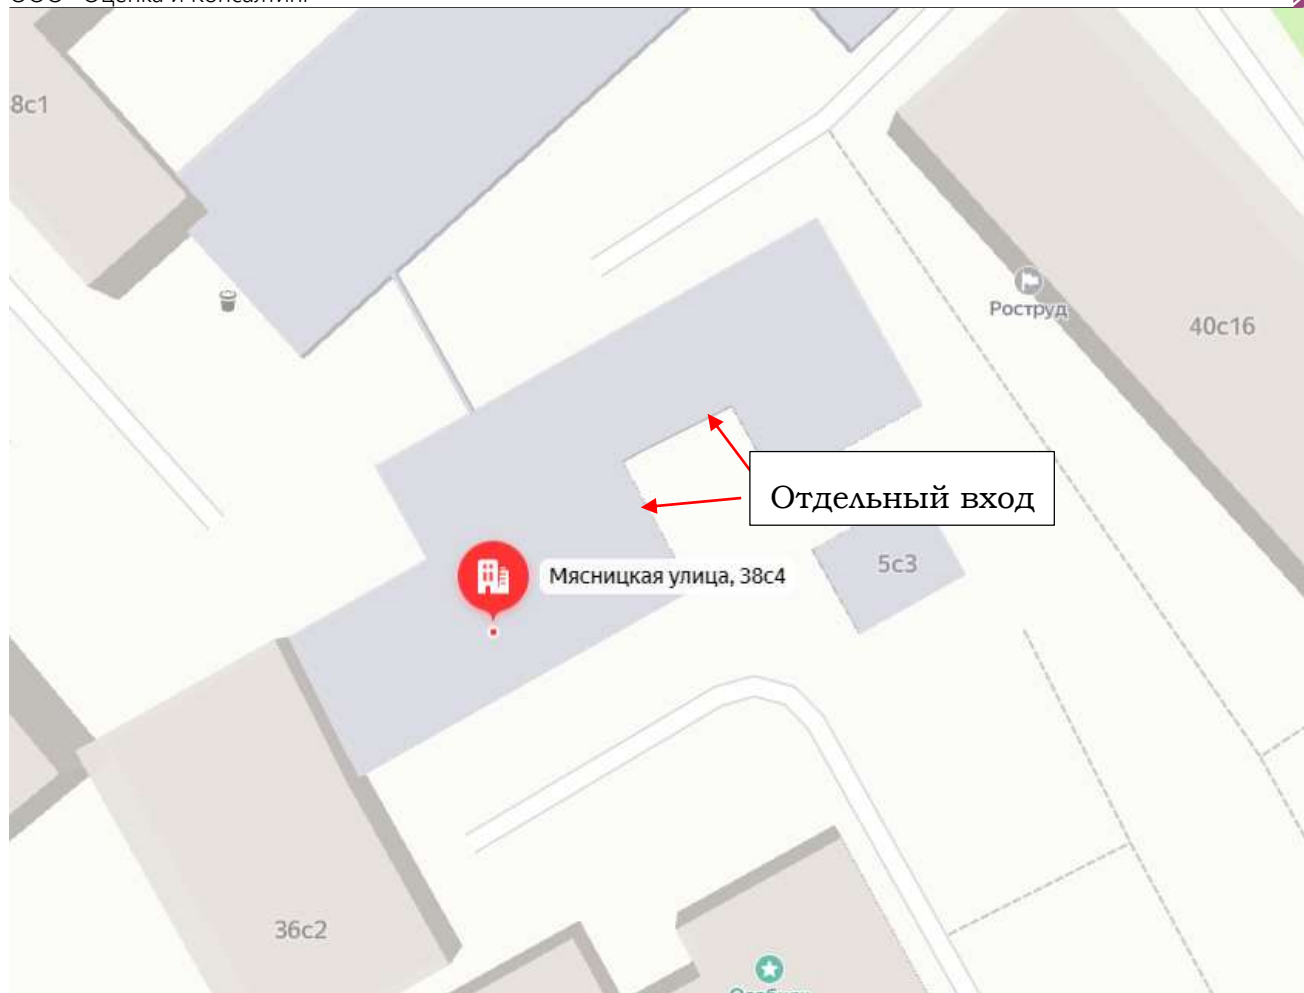 8с1
Роструд
40с16
Отдельный вход
5с3
Мясницкая улица, 38с4
36с2